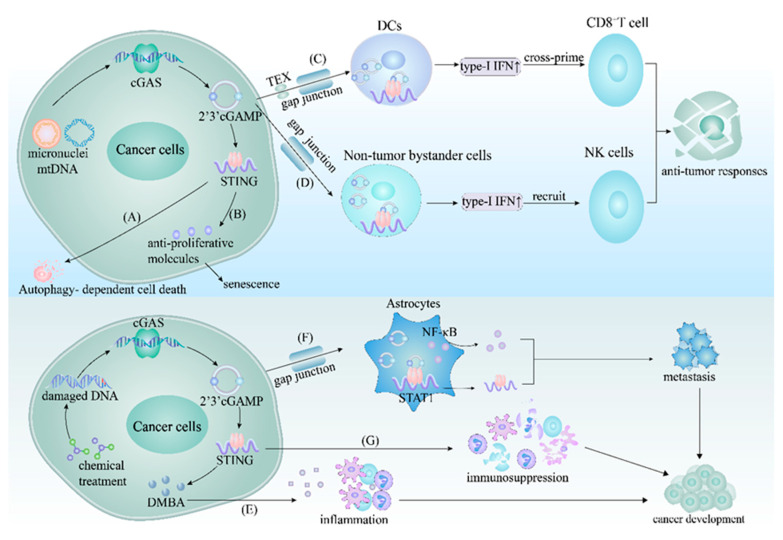 cGAS
2’3’cGAMP
micronuclei
mtDNA
Cancer cells
STING
(A)
(B)
anti-proliferative
molecules
senescence
Autophagy- dependent cell death
TEX
(C)
gap junction
gap junction
(D)
DCs
type-I IFN↑
cross-prime
CD8⁺T cell
Non-tumor bystander cells
type-I IFN↑
recruit
NK cells
anti-tumor responses
cGAS
damaged DNA
2’3’cGAMP
Cancer cells
chemical
treatment
STING
DMBA
(E)
inflammation
(F)
gap junction
Astrocytes
NF-κB
STAT1
metastasis
(G)
immunosuppression
cancer development